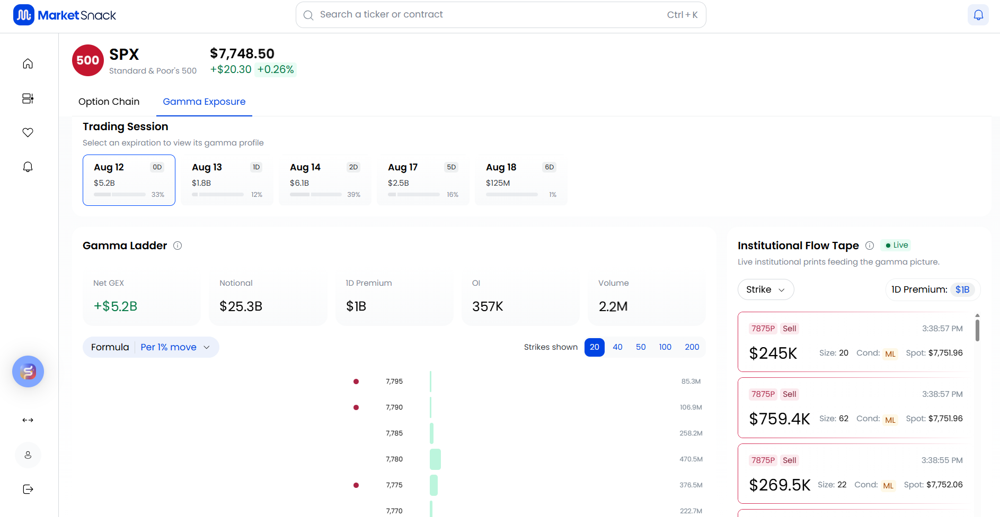 MarketSnack
Search a ticker or contract
Ctrl+K
500
SPX
Standard & Poor's 500
$7,748.50
+$20.30 +0.26%
Option Chain
Gamma Exposure
Trading Session
Select an expiration to view its gamma profile
Aug 12 0D
$5.2B
33%
Aug 13 1D
$1.8B
12%
Aug 14 2D
$6.1B
39%
Aug 17 5D
$2.5B
16%
Aug 18 6D
$125M
1%
Gamma Ladder
Net GEX
+$5.2B
Notional
$25.3B
1D Premium
$1B
OI
357K
Volume
2.2M
Formula Per 1% move
Strikes shown 20 40 50 100 200
7,795 85.3M
7,790 106.9M
7,785 258.2M
7,780 470.5M
7,775 376.5M
7,770 222.7M
Institutional Flow Tape Live
Live institutional prints feeding the gamma picture.
Strike
1D Premium: $1B
7875P Sell 3:38:57 PM
$245K Size: 20 Cond: ML Spot: $7,751.96
7875P Sell 3:38:57 PM
$759.4K Size: 62 Cond: ML Spot: $7,751.96
7875P Sell 3:38:55 PM
$269.5K Size: 22 Cond: ML Spot: $7,752.06